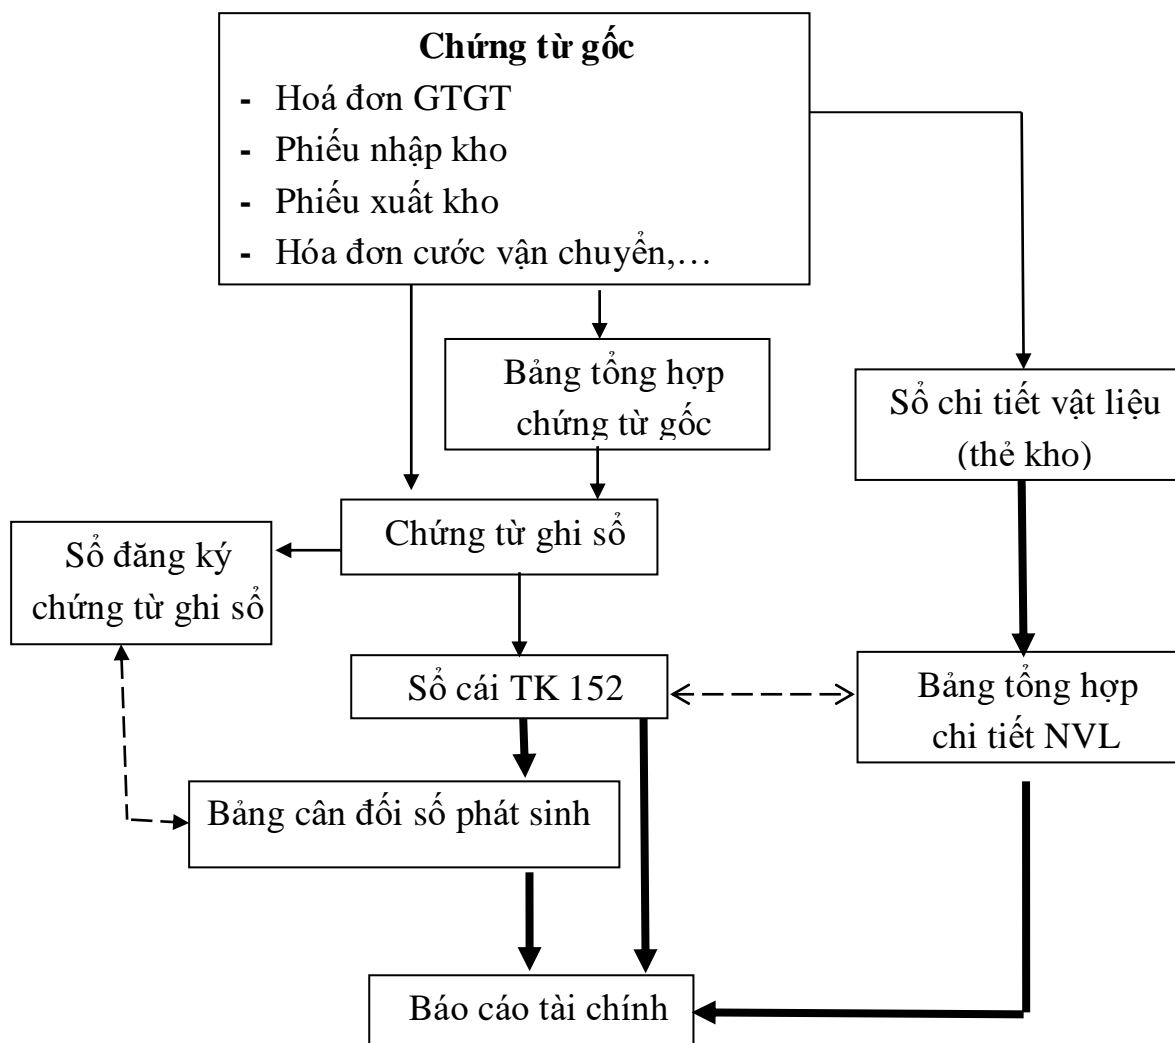 Chứng từ gốc
- Hoá đơn GTGT
- Phiếu nhập kho
- Phiếu xuất kho
- Hóa đơn cước vận chuyển,…
Bảng tổng hợp
chứng từ gốc
Sổ chi tiết vật liệu
(thẻ kho)
Chứng từ ghi sổ
Sổ đăng ký
chứng từ ghi sổ
Sổ cái TK 152
Bảng tổng hợp
chi tiết NVL
Bảng cân đối số phát sinh
Báo cáo tài chính